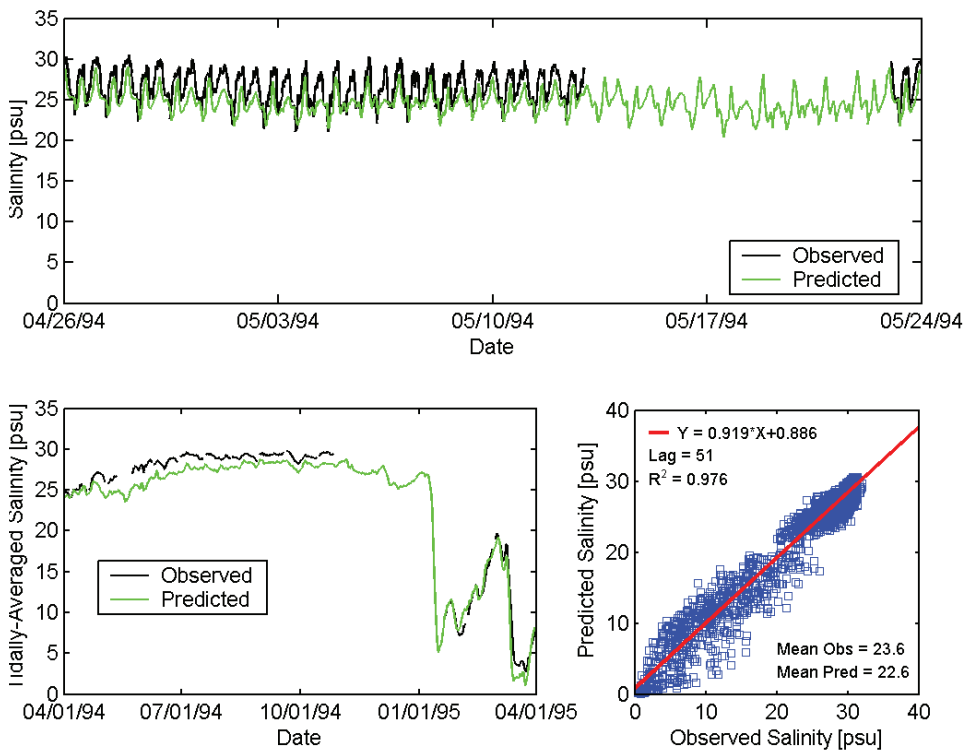 35
30
25
20
15
10
5
0
Salinity [psu]
Observed
Predicted
04/26/94 05/03/94 05/10/94 05/17/94 05/24/94
Date
35
30
25
20
15
10
5
0
Tidally-Averaged Salinity [psu]
Observed
Predicted
04/01/94 07/01/94 10/01/94 01/01/95 04/01/95
Date
40
30
20
10
0
Predicted Salinity [psu]
Y = 0.919*X+0.886
Lag = 51
R² = 0.976
Mean Obs = 23.6
Mean Pred = 22.6
0 10 20 30 40
Observed Salinity [psu]